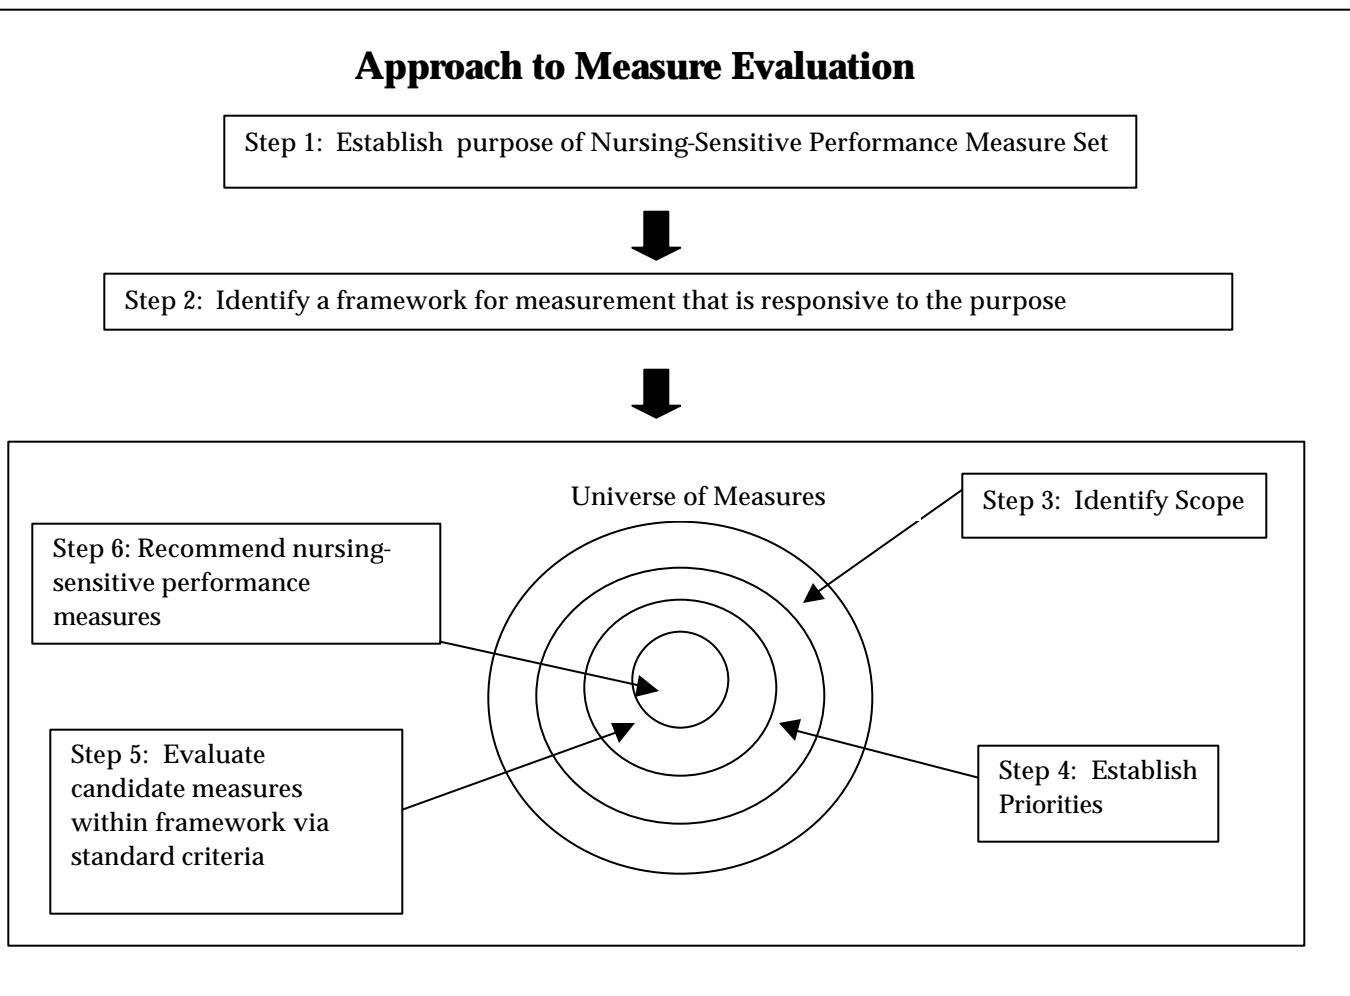 Approach to Measure Evaluation
Step 1: Establish purpose of Nursing-Sensitive Performance Measure Set
Step 2: Identify a framework for measurement that is responsive to the purpose
Universe of Measures
Step 3: Identify Scope
Step 6: Recommend nursing-
sensitive performance
measures
Step 5: Evaluate
candidate measures
within framework via
standard criteria
Step 4: Establish
Priorities